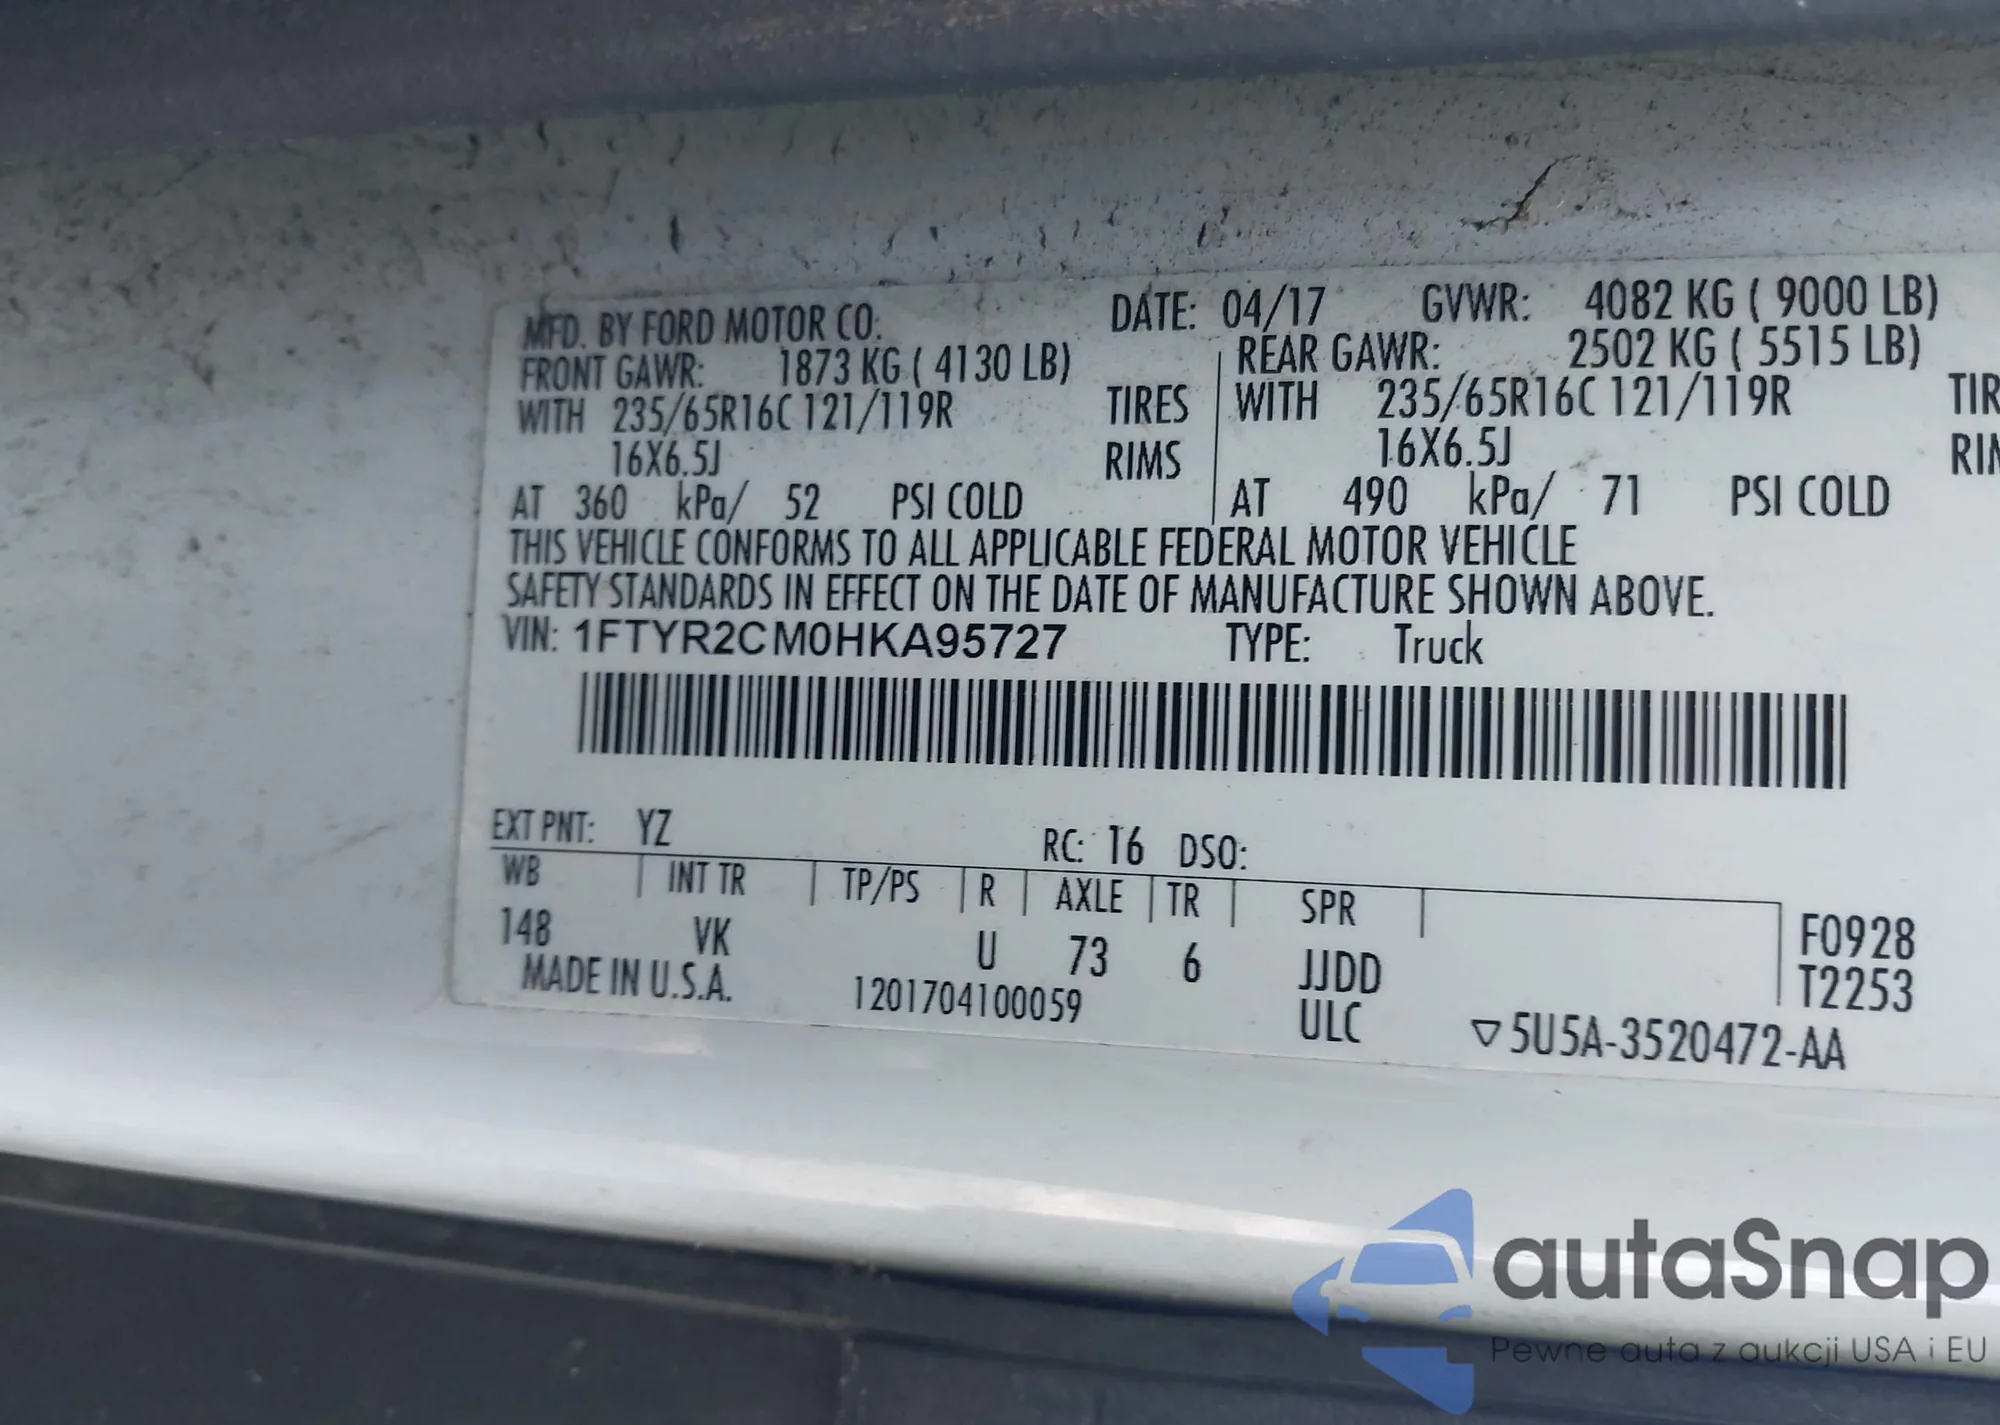 MFD. BY FORD MOTOR CO. DATE: 04/17 GVWR: 4082 KG ( 9000 LB)
FRONT GAWR: 1873 KG ( 4130 LB) REAR GAWR: 2502 KG ( 5515 LB)
WITH 235/65R16C 121/119R TIRES WITH 235/65R16C 121/119R TIR
16X6.5J RIMS 16X6.5J RIM
AT 360 kPa/ 52 PSI COLD AT 490 kPa/ 71 PSI COLD
THIS VEHICLE CONFORMS TO ALL APPLICABLE FEDERAL MOTOR VEHICLE
SAFETY STANDARDS IN EFFECT ON THE DATE OF MANUFACTURE SHOWN ABOVE.
VIN: 1FTYR2CM0HKA95727 TYPE: Truck
EXT PNT: YZ RC: 16 DSO:
WB INT TR TP/PS R AXLE TR SPR
148 VK U 73 6 JJDD F0928
MADE IN U.S.A. 1201704100059 ULC T2253
▽5U5A-3520472-AA
autaSnap
Pewne auta z aukcji USA i EU